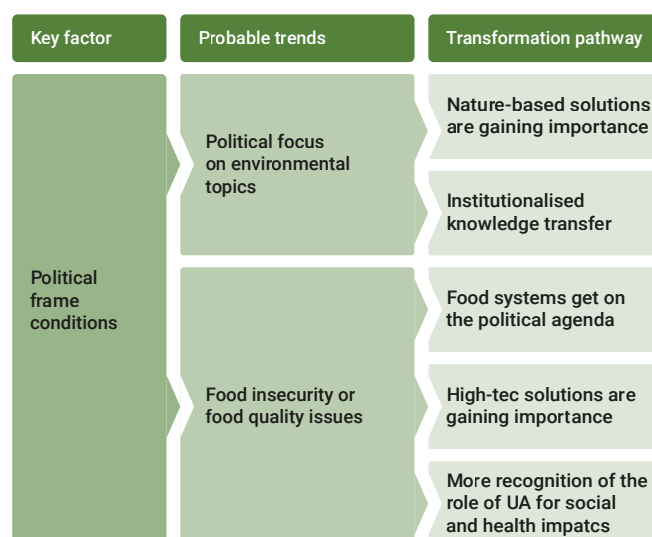 Key factor
Probable trends
Transformation pathway
Political
frame
conditions
Political focus
on environmental
topics
Nature-based solutions
are gaining importance
Institutionalised
knowledge transfer
Food insecurity or
food quality issues
Food systems get on
the political agenda
High-tec solutions are
gaining importance
More recognition of the
role of UA for social
and health impatcs